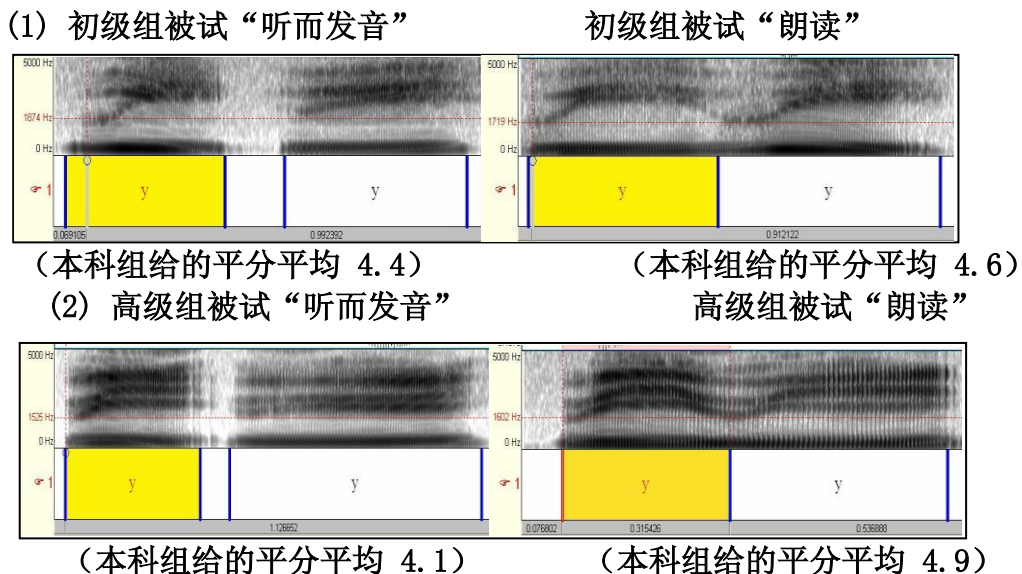 (1) 初级组被试“听而发音” 初级组被试“朗读”
5000 Hz 5000 Hz
1874 Hz 1719 Hz
0 Hz 0 Hz
1 y y 1 y y
0.069105 0.992392 0.912122
（本科组给的平分平均 4.4） （本科组给的平分平均 4.6）
(2) 高级组被试“听而发音” 高级组被试“朗读”
5000 Hz 5000 Hz
1525 Hz 1602 Hz
0 Hz 0 Hz
1 y y 1 y y
1.126652 0.076802 0.315426 0.536888
（本科组给的平分平均 4.1） （本科组给的平分平均 4.9）